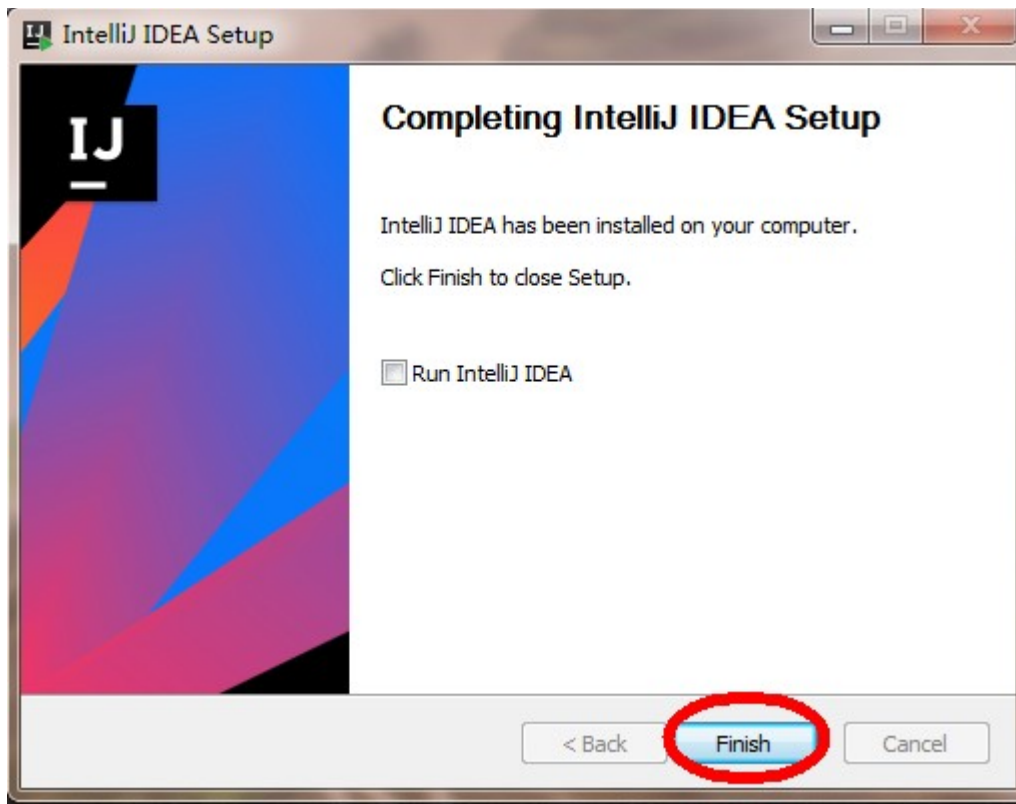 IntelliJ IDEA Setup
IJ
Completing IntelliJ IDEA Setup
IntelliJ IDEA has been installed on your computer.
Click Finish to close Setup.
Run IntelliJ IDEA
< Back
Finish
Cancel